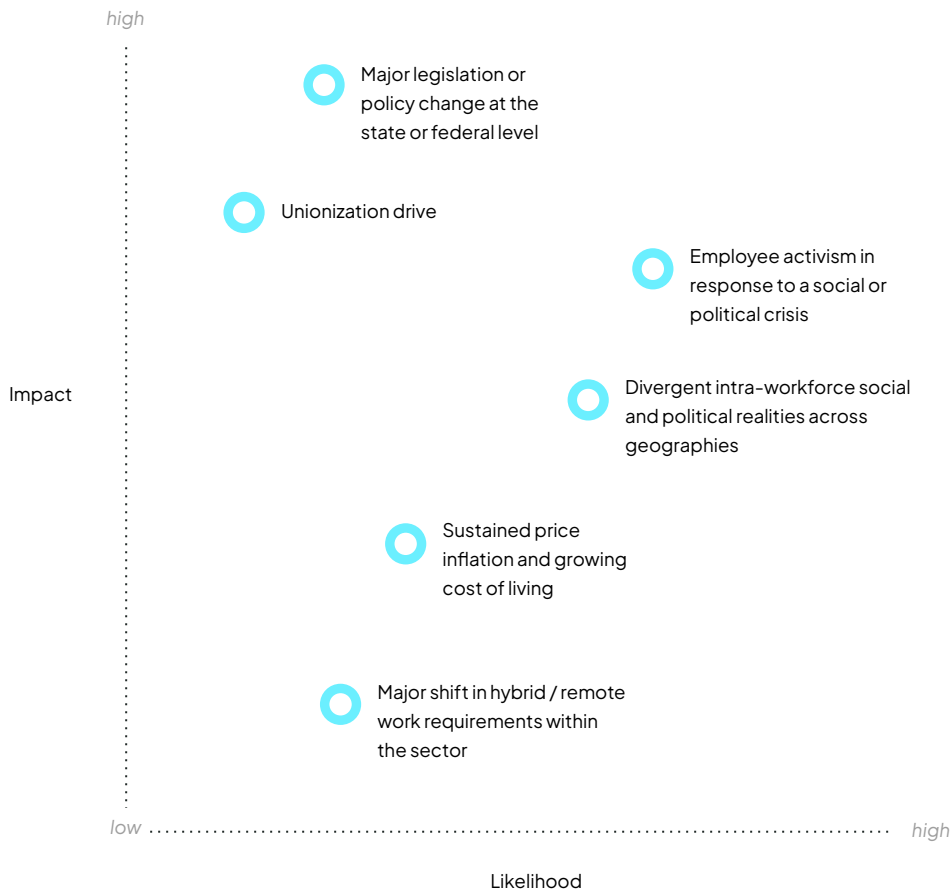 high
Major legislation or
policy change at the
state or federal level
Unionization drive
Employee activism in
response to a social or
political crisis
Impact
Divergent intra-workforce social
and political realities across
geographies
Sustained price
inflation and growing
cost of living
Major shift in hybrid / remote
work requirements within
the sector
low
high
Likelihood